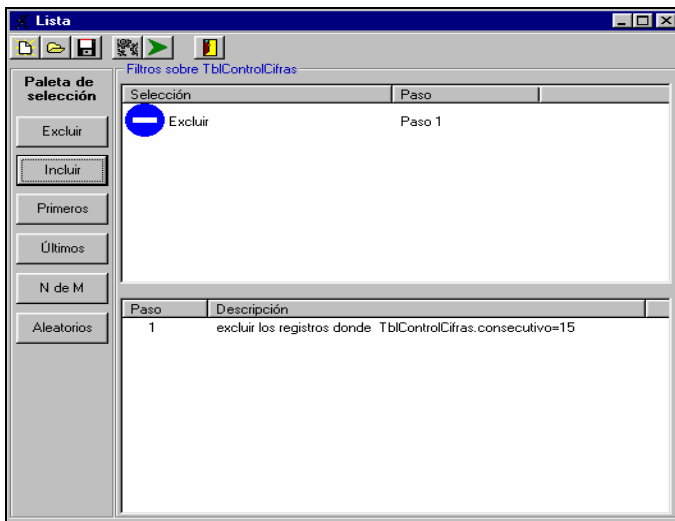 Lista
Filtros sobre TblControlCifras
Paleta de
selección
Excluir
Incluir
Primeros
Últimos
N de M
Aleatorios
Selección Paso
Excluir Paso 1
Paso Descripción
1 excluir los registros donde TblControlCifras.consecutivo=15